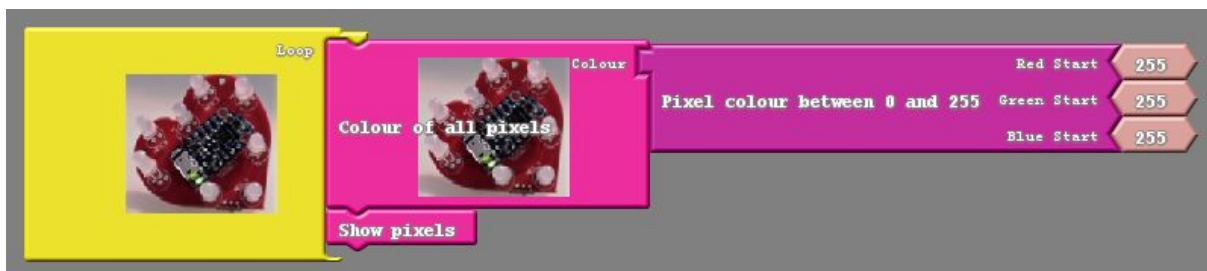 Loop
Colour
Colour of all pixels
Pixel colour between 0 and 255
Red Start 255
Green Start 255
Blue Start 255
Show pixels